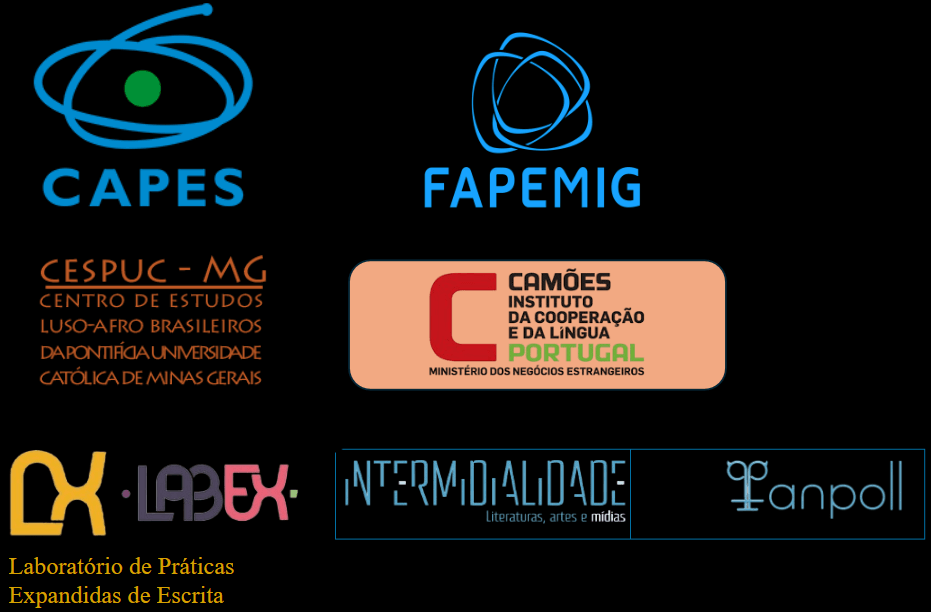 CAPES
FAPEMIG
CESPUC - MG
CENTRO DE ESTUDOS
LUSO-AFRO BRASILEIROS
DA PONTIFÍCIA UNIVERSIDADE
CATÓLICA DE MINAS GERAIS
CAMÕES
INSTITUTO
DA COOPERAÇÃO
E DA LÍNGUA
PORTUGAL
MINISTÉRIO DOS NEGÓCIOS ESTRANGEIROS
LX · LABEX
INTERMIDIALIDADE
Literaturas, artes e mídias
anpoll
Laboratório de Práticas
Expandidas de Escrita